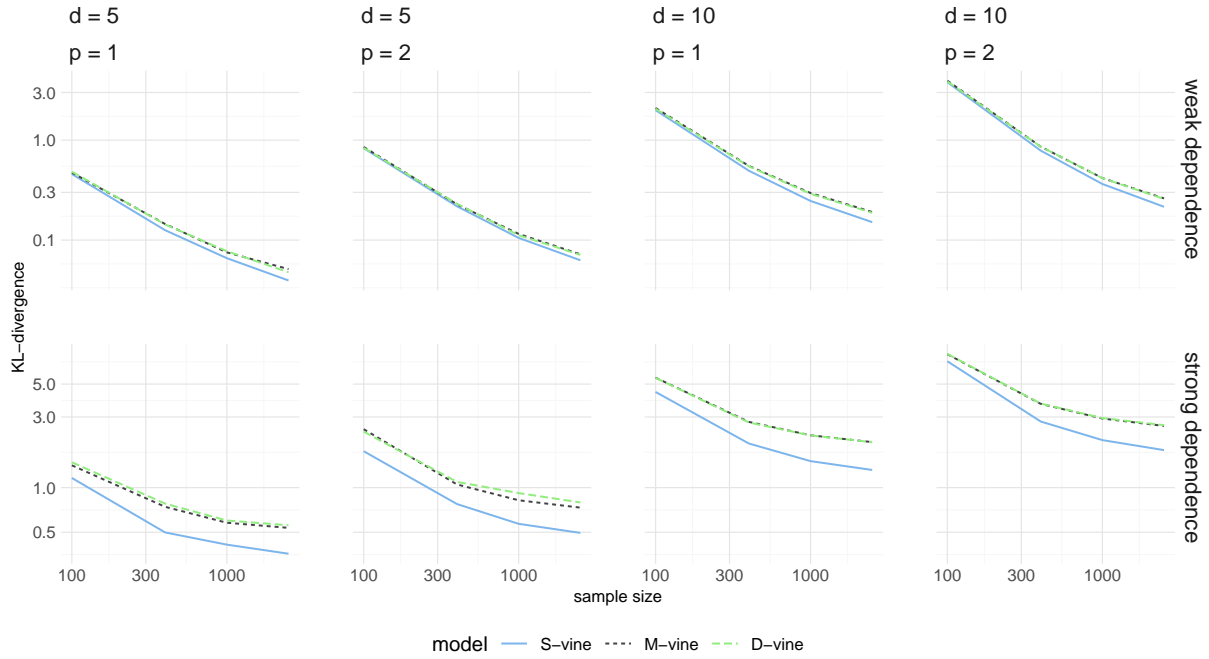 d = 5
d = 5
d = 10
d = 10
p = 1
p = 2
p = 1
p = 2
3.0
1.0
0.3
0.1
weak dependence
KL−divergence
5.0
3.0
1.0
0.5
strong dependence
100 300 1000
100 300 1000
100 300 1000
100 300 1000
sample size
model S−vine M−vine D−vine